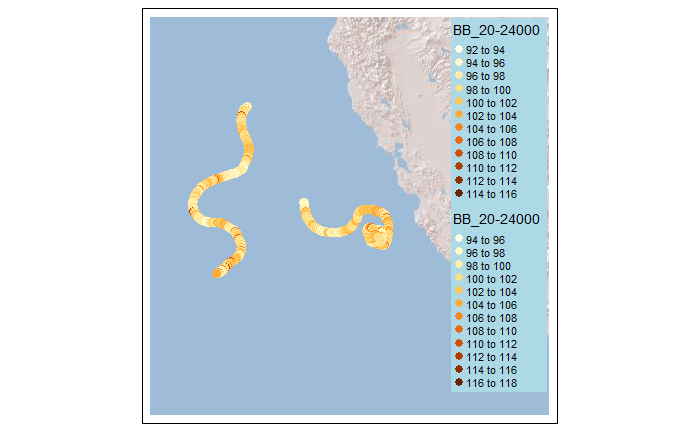 BB_20-24000
92 to 94
94 to 96
96 to 98
98 to 100
100 to 102
102 to 104
104 to 106
106 to 108
108 to 110
110 to 112
112 to 114
114 to 116
BB_20-24000
94 to 96
96 to 98
98 to 100
100 to 102
102 to 104
104 to 106
106 to 108
108 to 110
110 to 112
112 to 114
114 to 116
116 to 118